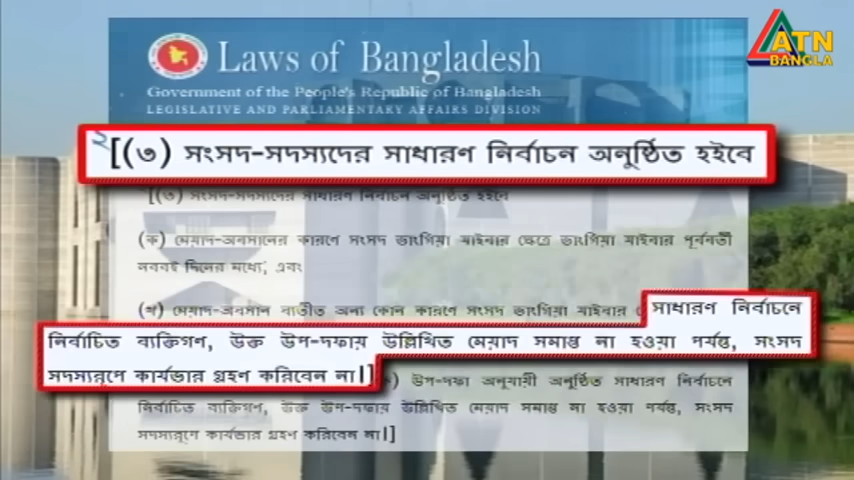 ATN
BANGLA
Laws of Bangladesh
Government of the People's Republic of Bangladesh
LEGISLATIVE AND PARLIAMENTARY AFFAIRS DIVISION
২[(৩) সংসদ-সদস্যদের সাধারণ নির্বাচন অনুষ্ঠিত হইবে
[(৩) সংসদ-সদস্যদের সাধারণ নির্বাচন অনুষ্ঠিত হইবে
(ক) মেয়াদ-অবসানের কারণে সংসদ ভাংগিয়া যাইবার ক্ষেত্রে ভাংগিয়া যাইবার পূর্ববর্তী
নব্বই দিনের মধ্যে; এবং
(খ) মেয়াদ-অবসান ব্যতীত অন্য কোন কারণে সংসদ ভাংগিয়া যাইবার
সাধারণ নির্বাচনে
নির্বাচিত ব্যক্তিগণ, উক্ত উপ-দফায় উল্লিখিত মেয়াদ সমাপ্ত না হওয়া পর্যন্ত, সংসদ
সদস্যরূপে কার্যভার গ্রহণ করিবেন না।]
) উপ-দফা অনুযায়ী অনুষ্ঠিত সাধারণ নির্বাচনে
নির্বাচিত ব্যক্তিগণ, উক্ত উপ-দফায় উল্লিখিত মেয়াদ সমাপ্ত না হওয়া পর্যন্ত, সংসদ
সদস্যরূপে কার্যভার গ্রহণ করিবেন না।]